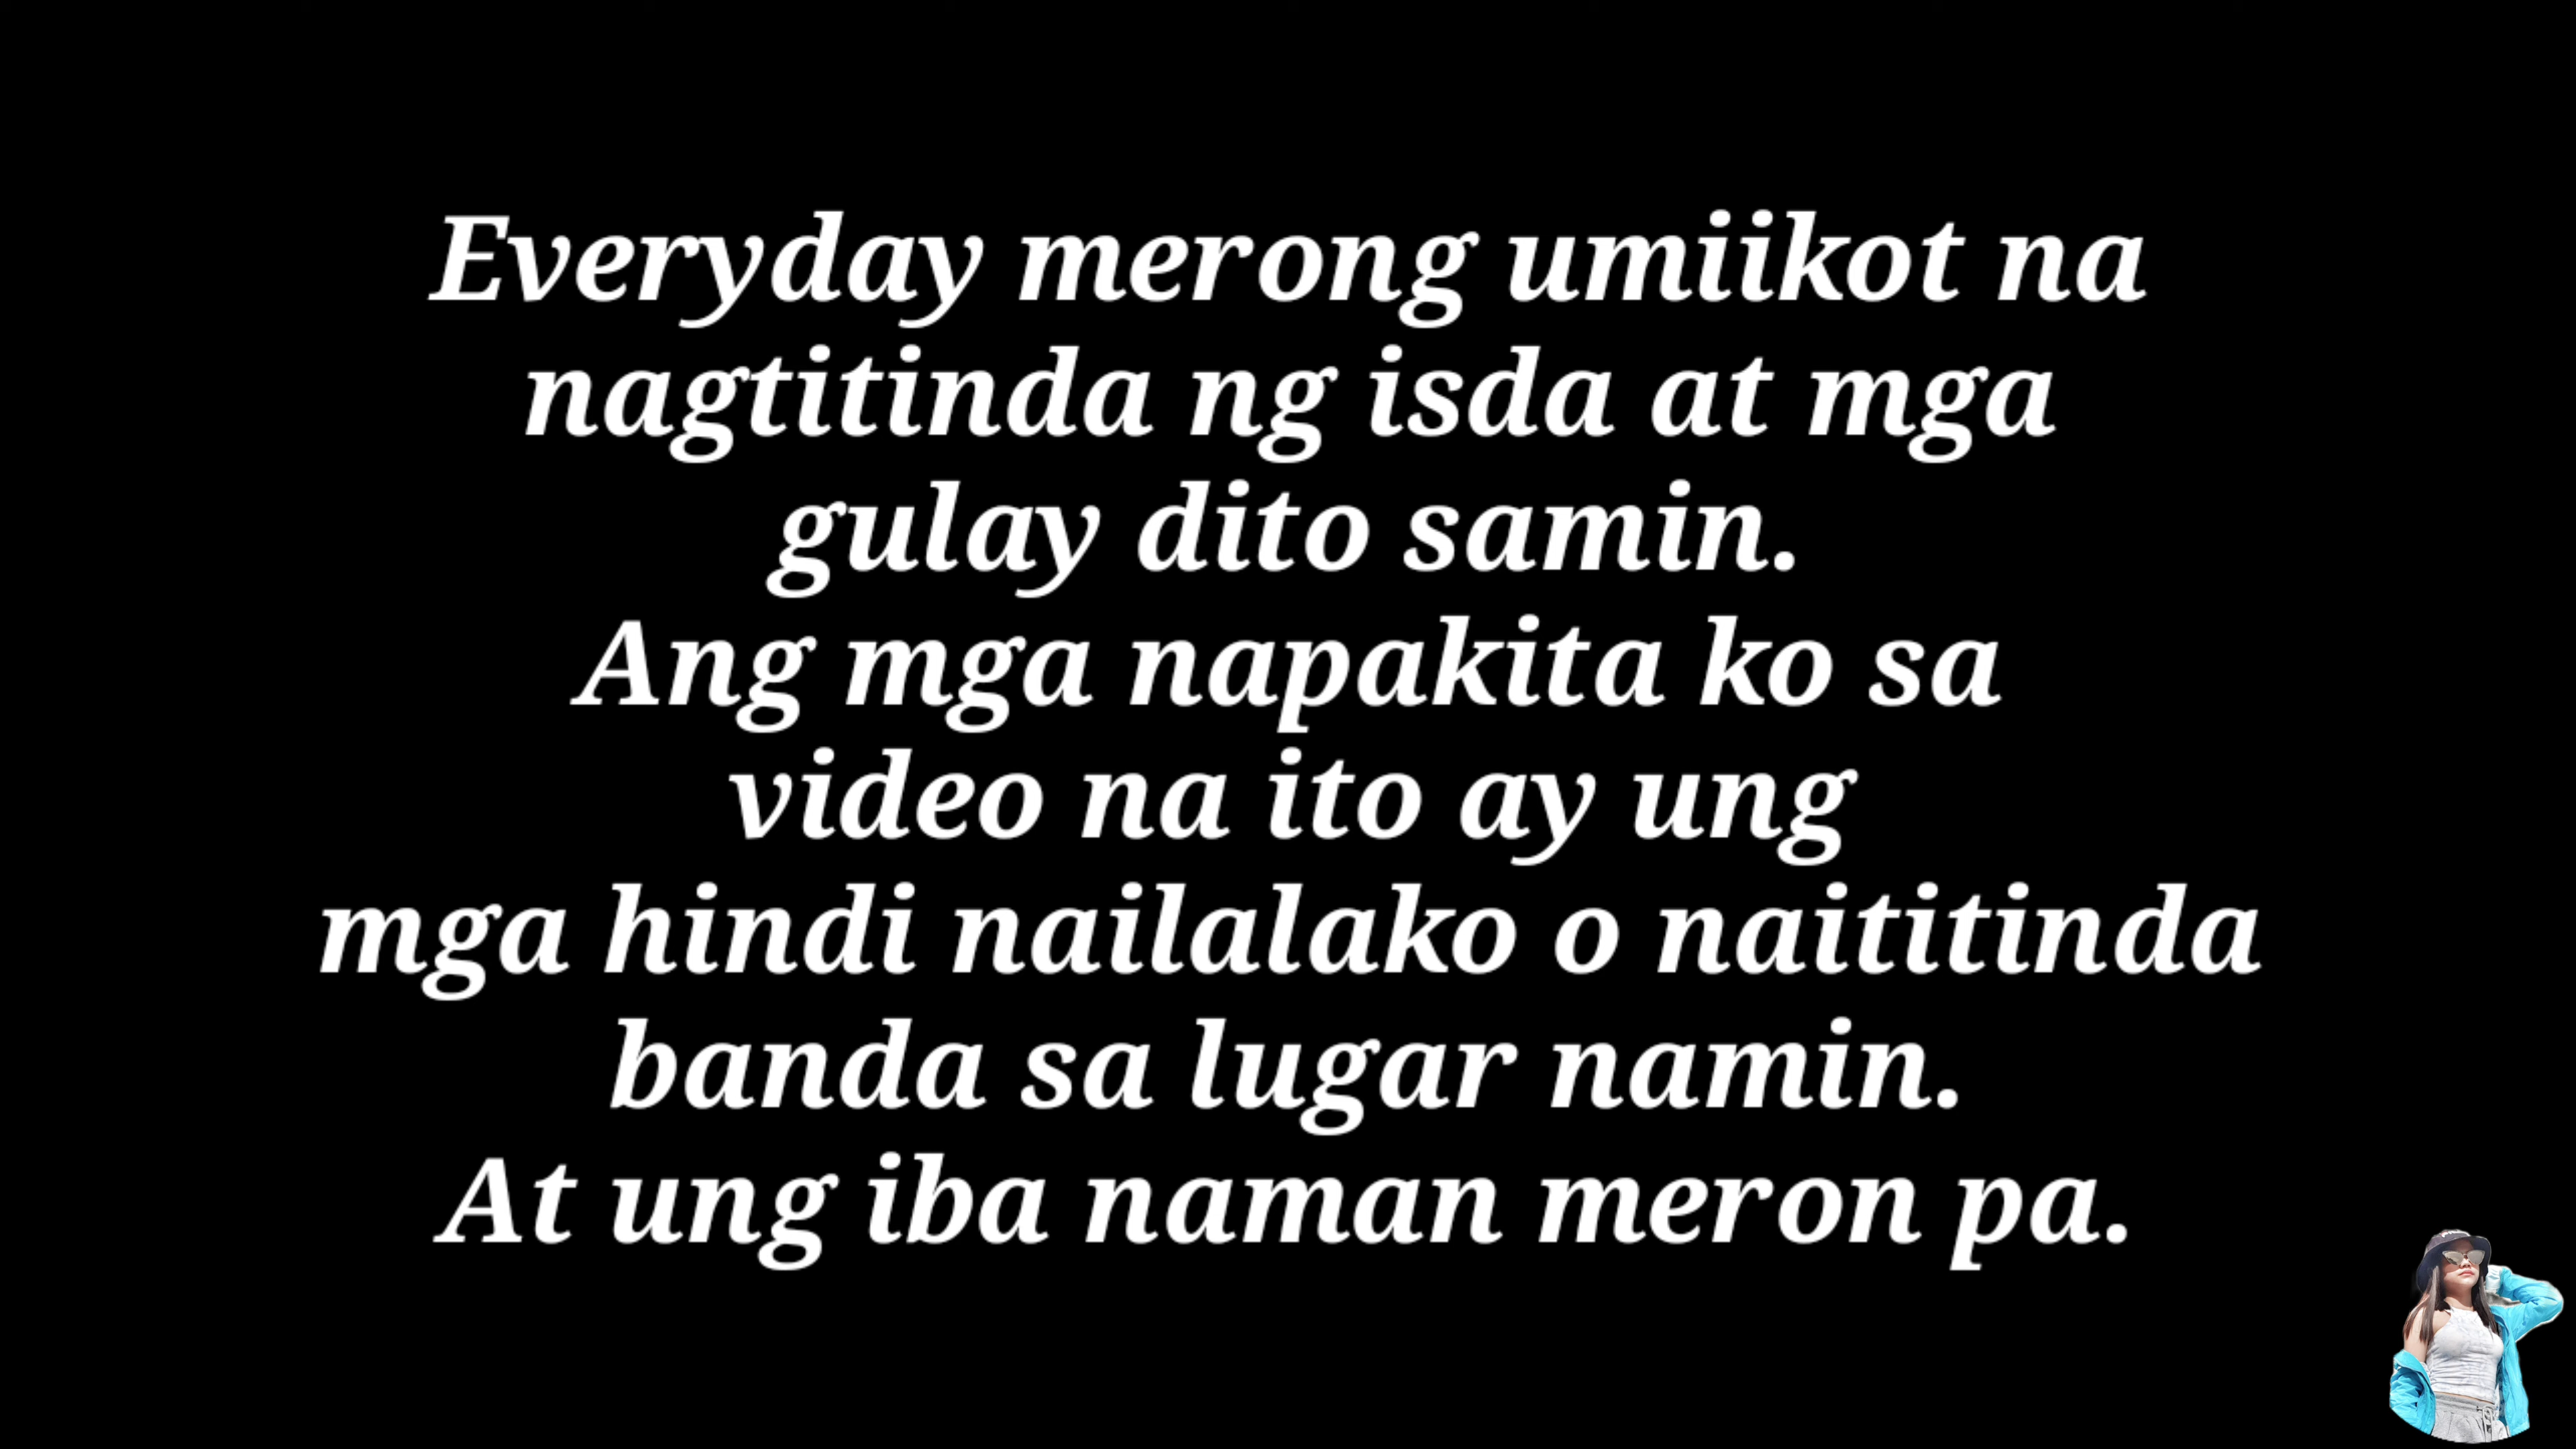 Everyday merong umiikot na
nagtitinda ng isda at mga
gulay dito samin.
Ang mga napakita ko sa
video na ito ay ung
mga hindi nailalako o naititinda
banda sa lugar namin.
At ung iba naman meron pa.